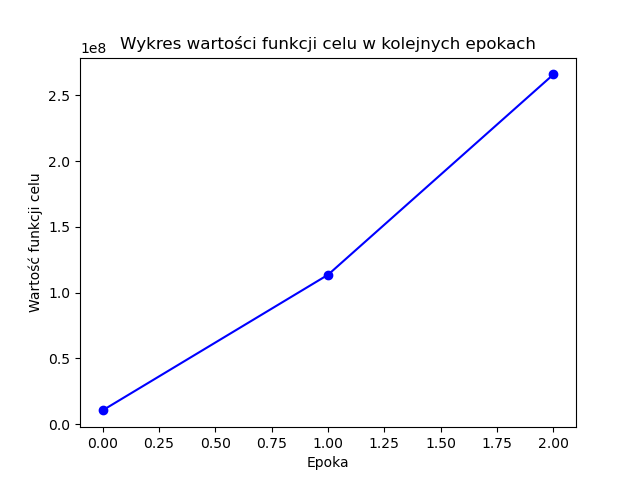 Wykres wartości funkcji celu w kolejnych epokach
1e8
2.5
2.0
1.5
1.0
0.5
0.0
Wartość funkcji celu
0.00 0.25 0.50 0.75 1.00 1.25 1.50 1.75 2.00
Epoka